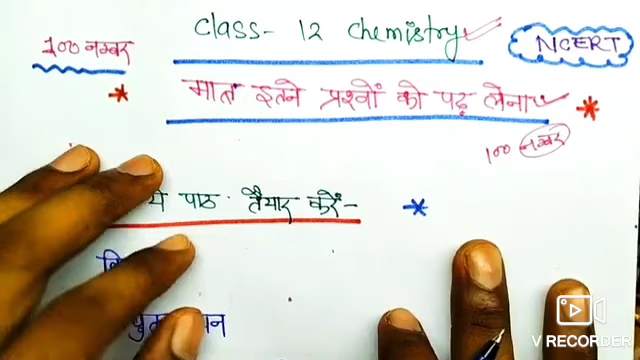 100 नम्बर
Class- 12 Chemistry
NCERT
मात्र इतने प्रश्नों को पढ़ लेना
100 नम्बर
ये पाठ तैयार करें-
V RECORDER